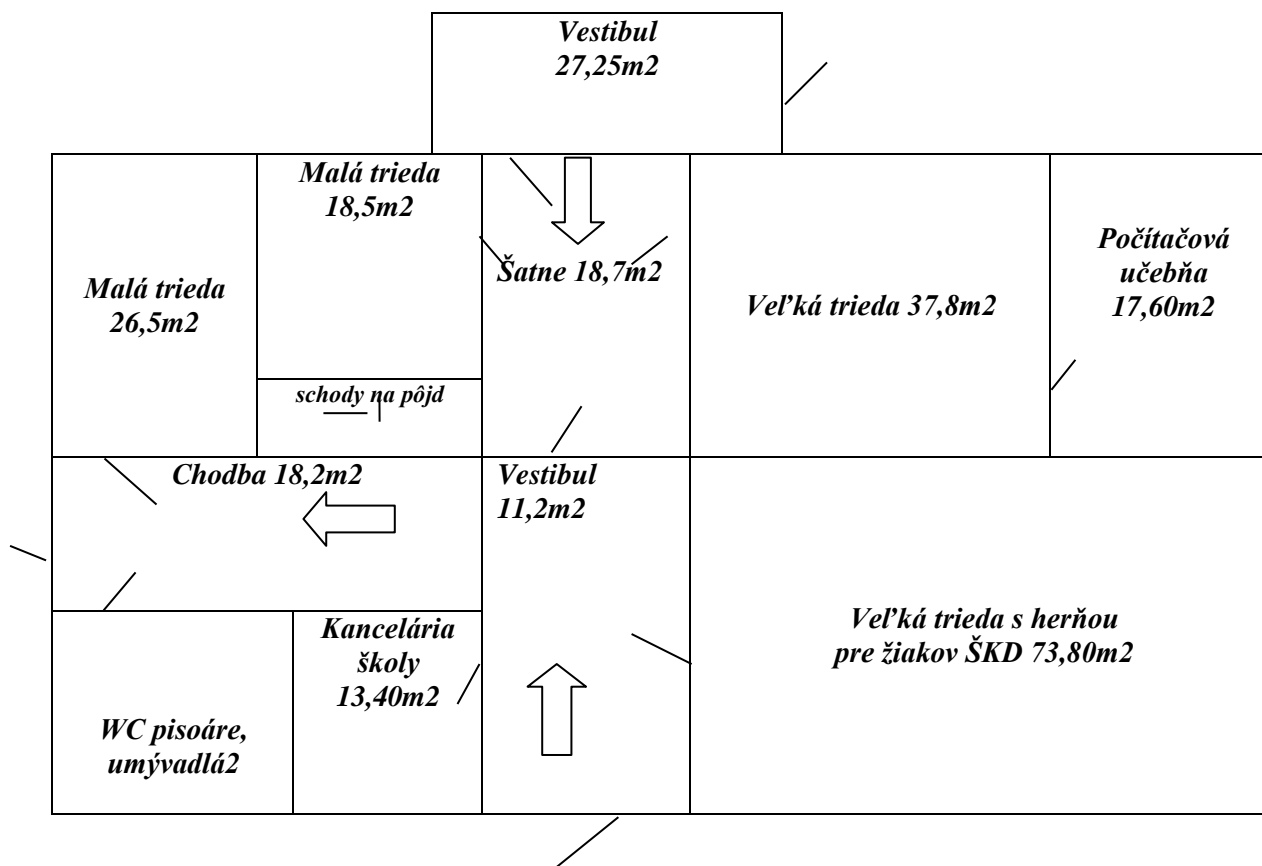 Vestibul
27,25m2
Malá trieda
18,5m2
Malá trieda
26,5m2
Šatne 18,7m2
Veľká trieda 37,8m2
Počítačová
učebňa
17,60m2
schody na pôjd
Chodba 18,2m2
Vestibul
11,2m2
Kancelária
školy
13,40m2
WC pisoáre,
umývadlá2
Veľká trieda s herňou
pre žiakov ŠKD 73,80m2